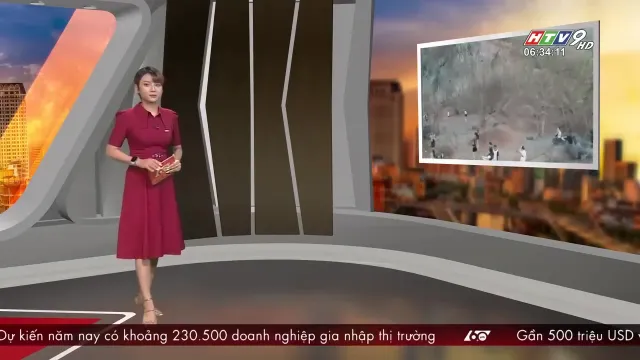 HTV9 HD
06:34:11
Dự kiến năm nay có khoảng 230.500 doanh nghiệp gia nhập thị trường
60
Gần 500 triệu USD